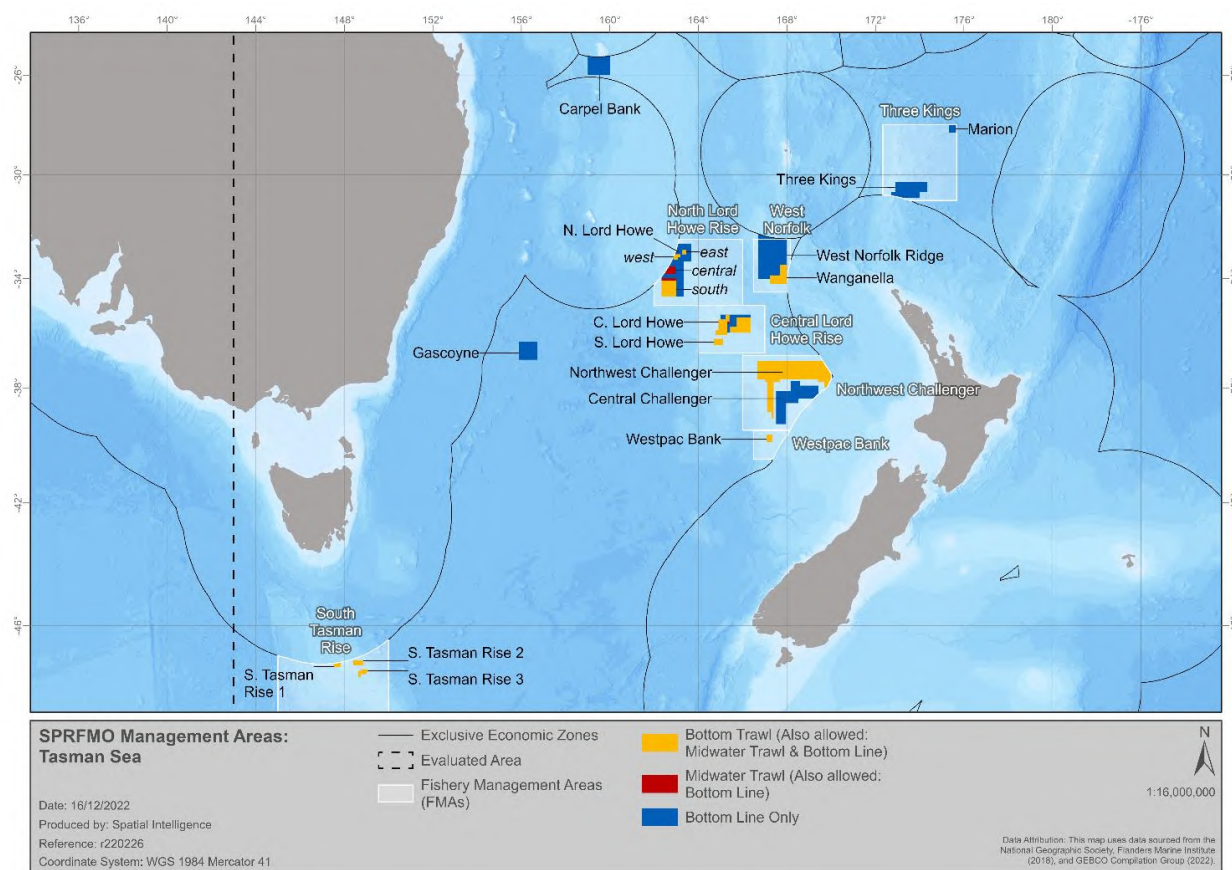 140° 144° 148° 152° 156° 160° 164° 168° 172° 176° -180° -176°
-26°
Carpel Bank
Three Kings
Marion
-30°
Three Kings
North Lord
Howe Rise
West
Norfolk
N. Lord Howe
east
west
West Norfolk Ridge
-34°
central
Wanganella
south
C. Lord Howe
Central Lord
Howe Rise
S. Lord Howe
Gascoyne
Northwest Challenger
-38°
Northwest Challenger
Central Challenger
Westpac Bank
Westpac Bank
-42°
-46°
South
Tasman
Rise
S. Tasman Rise 2
S. Tasman
Rise 1
S. Tasman Rise 3
SPRFMO Management Areas:
Tasman Sea
Date: 16/12/2022
Produced by: Spatial Intelligence
Reference: r220226
Coordinate System: WGS 1984 Mercator 41
Exclusive Economic Zones
Evaluated Area
Fishery Management Areas
(FMAs)
Bottom Trawl (Also allowed:
Midwater Trawl & Bottom Line)
Midwater Trawl (Also allowed:
Bottom Line)
Bottom Line Only
N
1:16,000,000
Data Attribution: This map uses data sourced from the
National Geographic Society, Flanders Marine Institute
(2018), and GEBCO Compilation Group (2022).